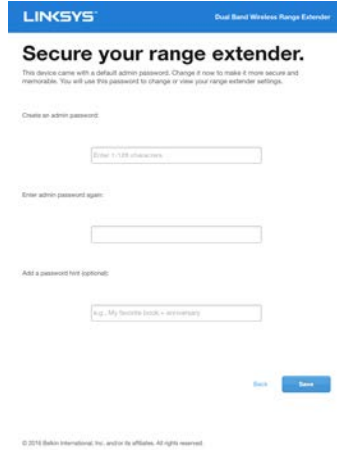 LINKSYS
Dual Band Wireless Range Extender
Secure your range extender.
This device came with a default admin password. Change it now to make it more secure and
memorable. You will use this password to change or view your range extender settings.
Create an admin password:
Enter 1-128 characters
Enter admin password again:
Add a password hint (optional):
e.g., My favorite book + anniversary
Back
Save
© 2016 Belkin International, Inc. and/or its affiliates. All rights reserved.